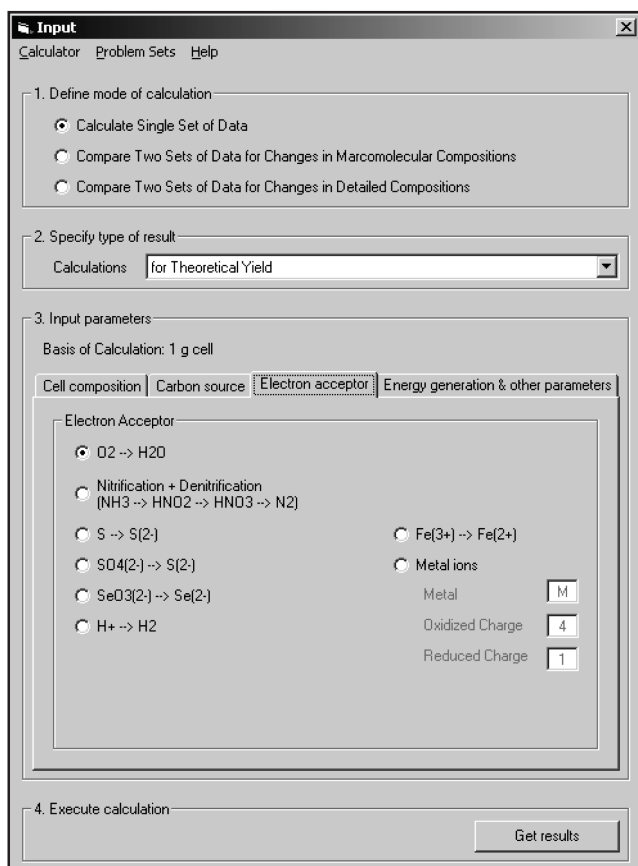 Input
Calculator Problem Sets Help
1. Define mode of calculation
Calculate Single Set of Data
Compare Two Sets of Data for Changes in Marcomolecular Compositions
Compare Two Sets of Data for Changes in Detailed Compositions
2. Specify type of result
Calculations for Theoretical Yield
3. Input parameters
Basis of Calculation: 1 g cell
Cell composition Carbon source Electron acceptor Energy generation & other parameters
Electron Acceptor
O2 --> H2O
Nitrification + Denitrification
(NH3 --> HNO2 --> HNO3 --> N2)
S --> S(2-) Fe(3+) --> Fe(2+)
SO4(2-) --> S(2-) Metal ions
SeO3(2-) --> Se(2-) Metal M
H+ --> H2 Oxidized Charge 4
Reduced Charge 1
4. Execute calculation
Get results